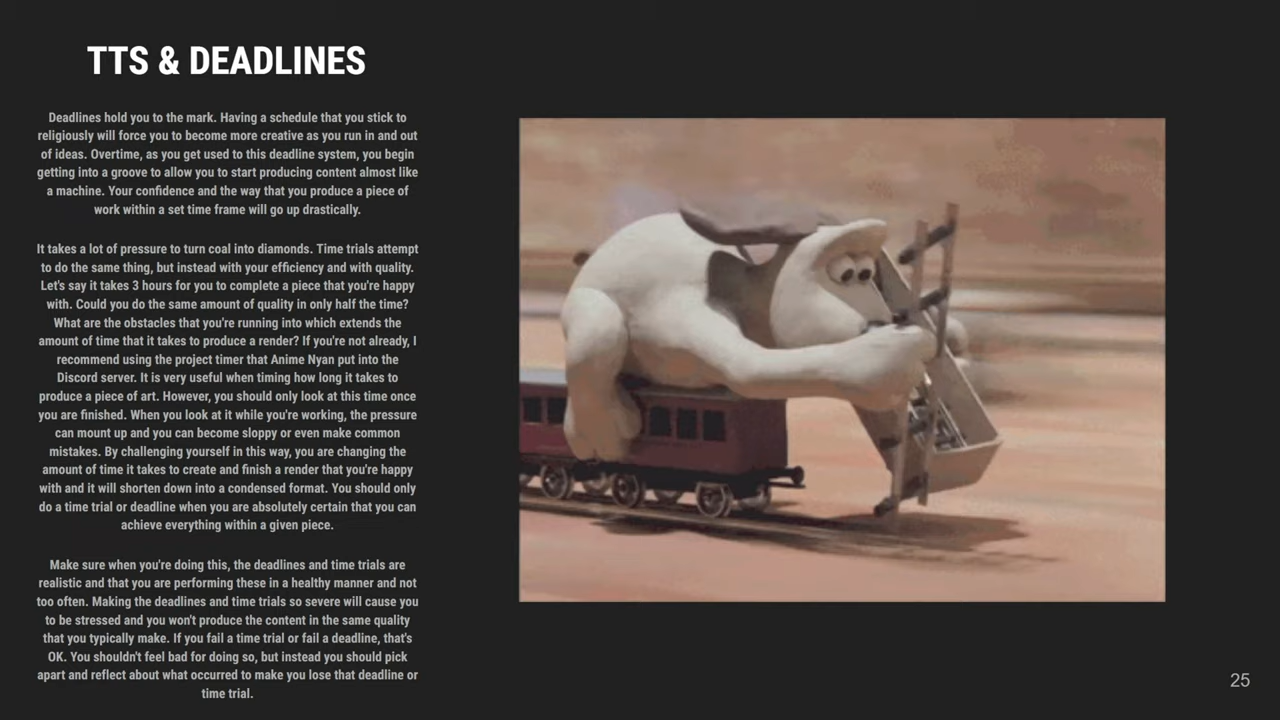 TTS & DEADLINES
Deadlines hold you to the mark. Having a schedule that you stick to
religiously will force you to become more creative as you run in and out
of ideas. Overtime, as you get used to this deadline system, you begin
getting into a groove to allow you to start producing content almost like
a machine. Your confidence and the way that you produce a piece of
work within a set time frame will go up drastically.
It takes a lot of pressure to turn coal into diamonds. Time trials attempt
to do the same thing, but instead with your efficiency and with quality.
Let's say it takes 3 hours for you to complete a piece that you're happy
with. Could you do the same amount of quality in only half the time?
What are the obstacles that you're running into which extends the
amount of time that it takes to produce a render? If you're not already, I
recommend using the project timer that Anime Nyan put into the
Discord server. It is very useful when timing how long it takes to
produce a piece of art. However, you should only look at this time once
you are finished. When you look at it while you're working, the pressure
can mount up and you can become sloppy or even make common
mistakes. By challenging yourself in this way, you are changing the
amount of time it takes to create and finish a render that you're happy
with and it will shorten down into a condensed format. You should only
do a time trial or deadline when you are absolutely certain that you can
achieve everything within a given piece.
Make sure when you're doing this, the deadlines and time trials are
realistic and that you are performing these in a healthy manner and not
too often. Making the deadlines and time trials so severe will cause you
to be stressed and you won't produce the content in the same quality
that you typically make. If you fail a time trial or fail a deadline, that's
OK. You shouldn't feel bad for doing so, but instead you should pick
apart and reflect about what occurred to make you lose that deadline or
time trial.
25